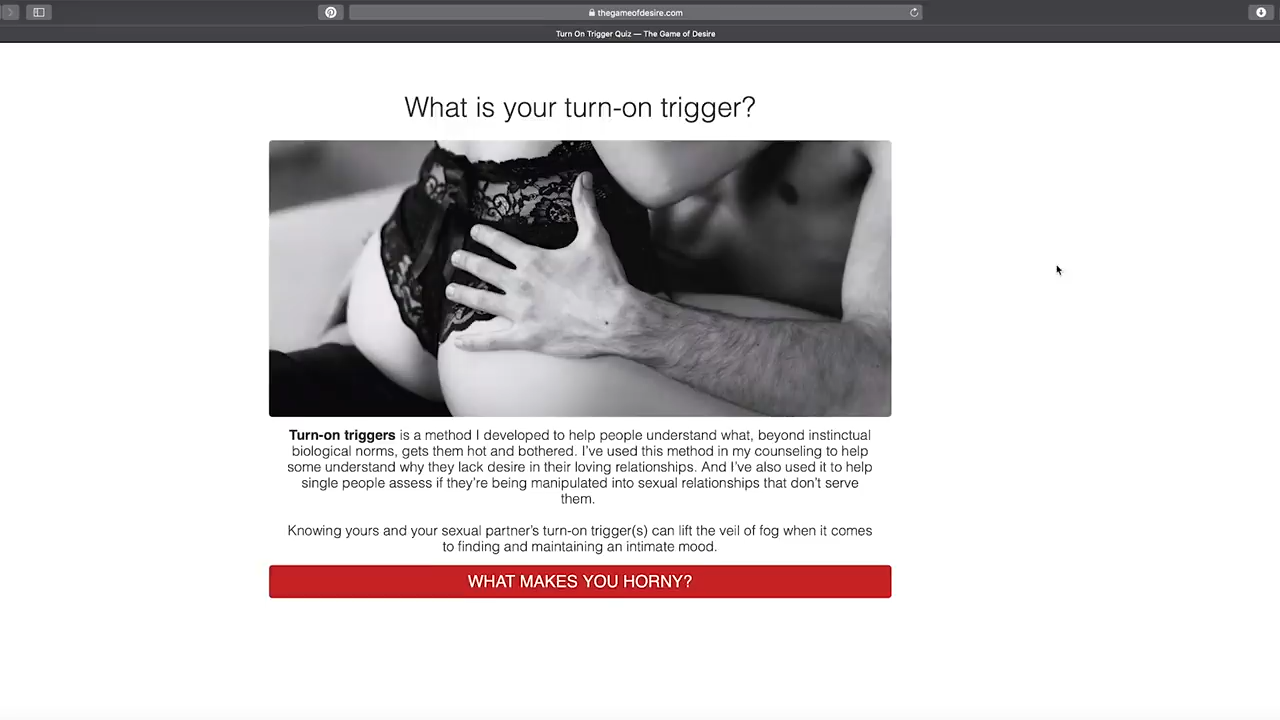 thegameofdesire.com
Turn On Trigger Quiz — The Game of Desire
What is your turn-on trigger?
Turn-on triggers is a method I developed to help people understand what, beyond instinctual
biological norms, gets them hot and bothered. I've used this method in my counseling to help
some understand why they lack desire in their loving relationships. And I've also used it to help
single people assess if they're being manipulated into sexual relationships that don't serve
them.
Knowing yours and your sexual partner's turn-on trigger(s) can lift the veil of fog when it comes
to finding and maintaining an intimate mood.
WHAT MAKES YOU HORNY?